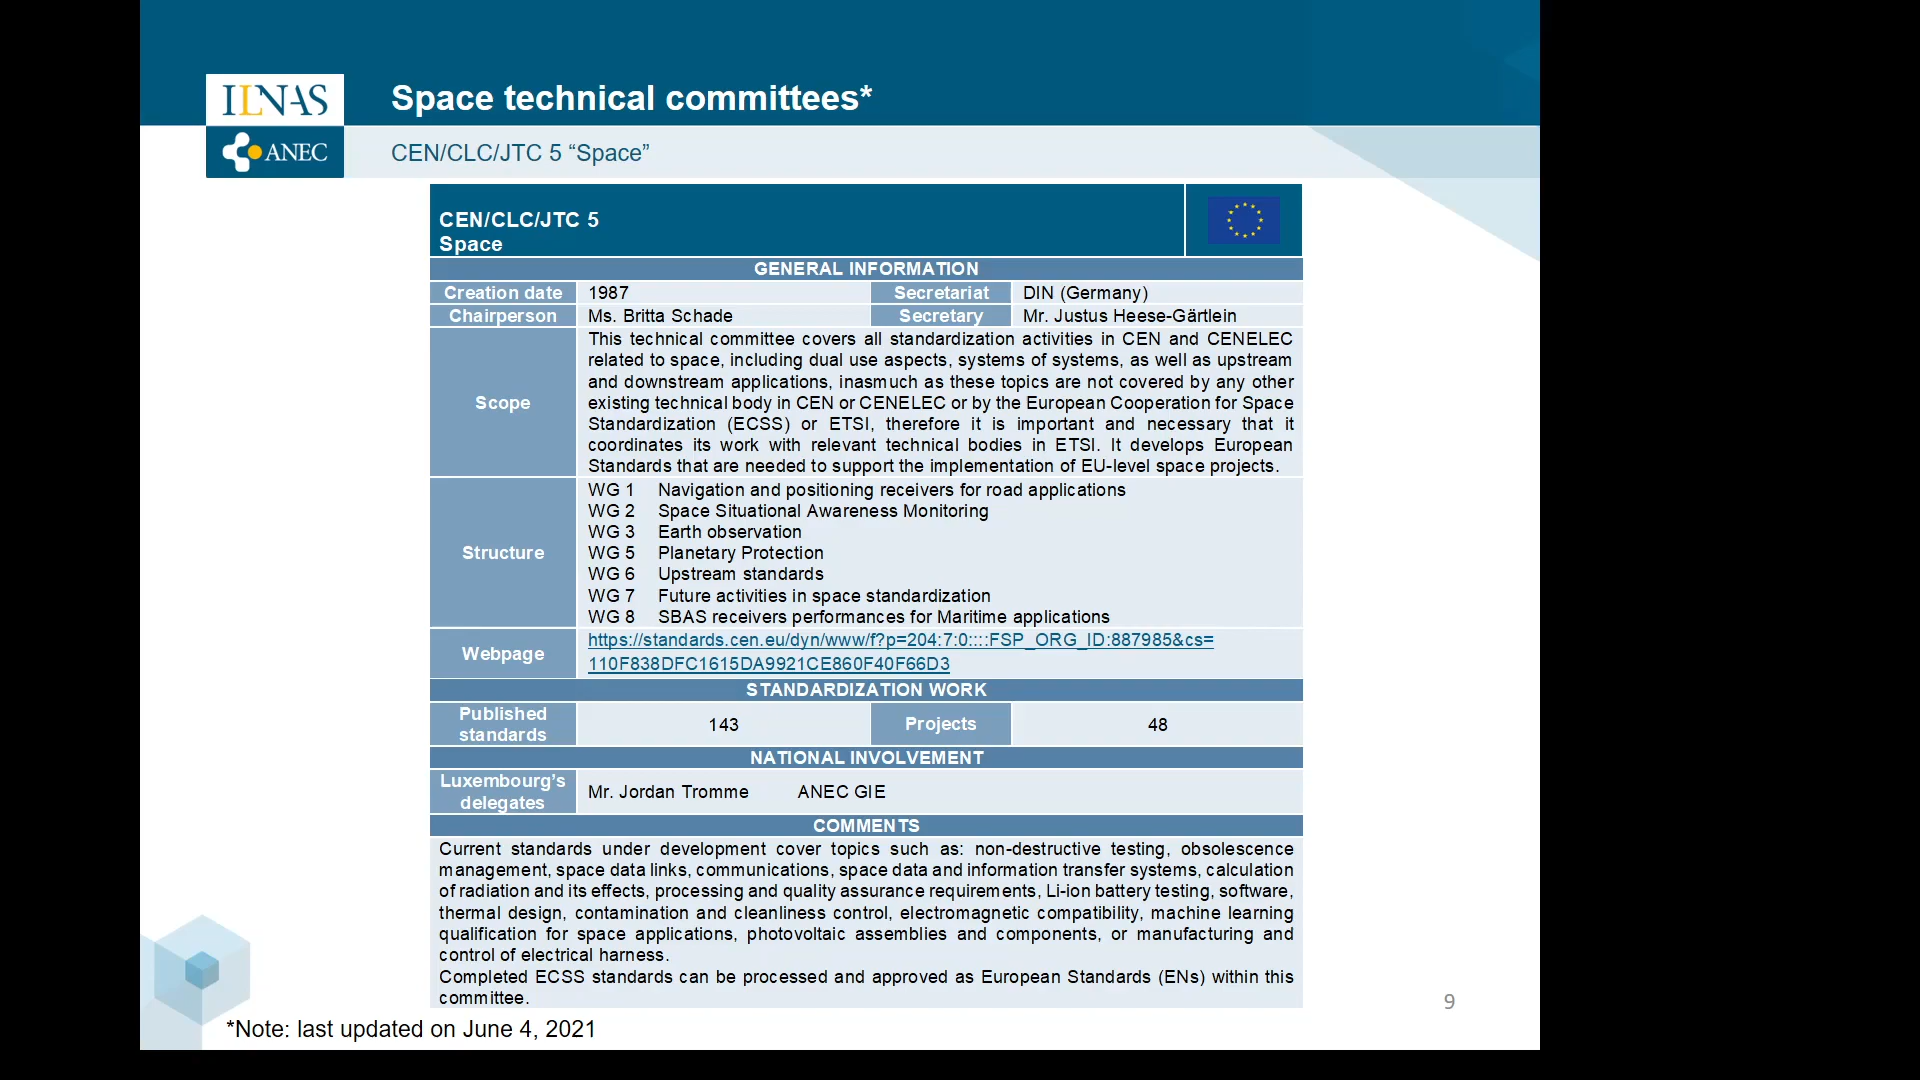 ILNAS
ANEC
Space technical committees*
CEN/CLC/JTC 5 “Space”
CEN/CLC/JTC 5
Space
GENERAL INFORMATION
Creation date 1987 Secretariat DIN (Germany)
Chairperson Ms. Britta Schade Secretary Mr. Justus Heese-Gärtlein
Scope
This technical committee covers all standardization activities in CEN and CENELEC
related to space, including dual use aspects, systems of systems, as well as upstream
and downstream applications, inasmuch as these topics are not covered by any other
existing technical body in CEN or CENELEC or by the European Cooperation for Space
Standardization (ECSS) or ETSI, therefore it is important and necessary that it
coordinates its work with relevant technical bodies in ETSI. It develops European
Standards that are needed to support the implementation of EU-level space projects.
Structure
WG 1 Navigation and positioning receivers for road applications
WG 2 Space Situational Awareness Monitoring
WG 3 Earth observation
WG 5 Planetary Protection
WG 6 Upstream standards
WG 7 Future activities in space standardization
WG 8 SBAS receivers performances for Maritime applications
Webpage
https://standards.cen.eu/dyn/www/f?p=204:7:0::::FSP_ORG_ID:887985&cs=
110F838DFC1615DA9921CE860F40F66D3
STANDARDIZATION WORK
Published
standards
143 Projects 48
NATIONAL INVOLVEMENT
Luxembourg’s
delegates
Mr. Jordan Tromme ANEC GIE
COMMENTS
Current standards under development cover topics such as: non-destructive testing, obsolescence
management, space data links, communications, space data and information transfer systems, calculation
of radiation and its effects, processing and quality assurance requirements, Li-ion battery testing, software,
thermal design, contamination and cleanliness control, electromagnetic compatibility, machine learning
qualification for space applications, photovoltaic assemblies and components, or manufacturing and
control of electrical harness.
Completed ECSS standards can be processed and approved as European Standards (ENs) within this
committee.
9
*Note: last updated on June 4, 2021